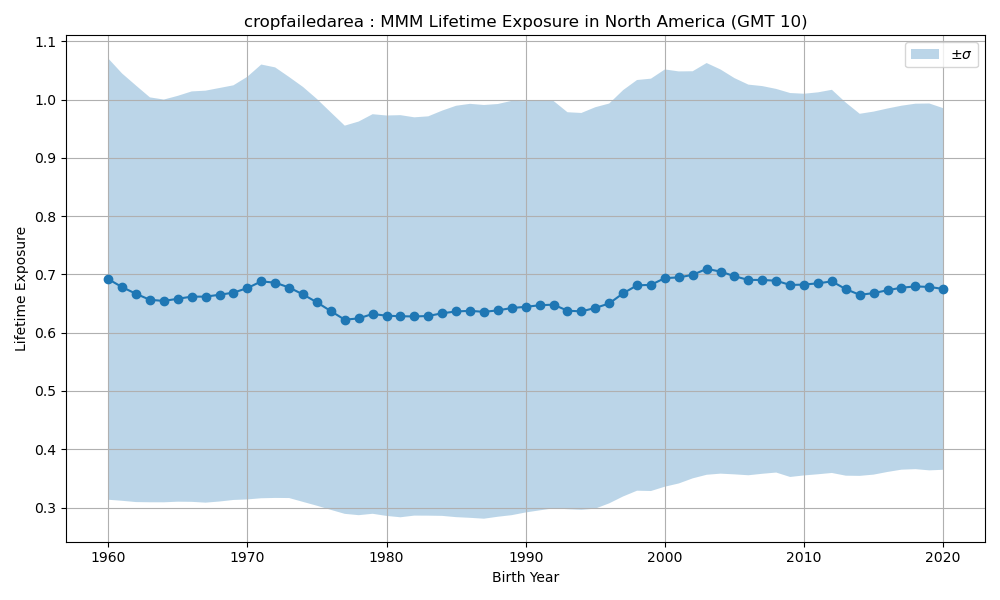 cropfailedarea : MMM Lifetime Exposure in North America (GMT 10)
±σ
Lifetime Exposure
1.1
1.0
0.9
0.8
0.7
0.6
0.5
0.4
0.3
1960 1970 1980 1990 2000 2010 2020
Birth Year